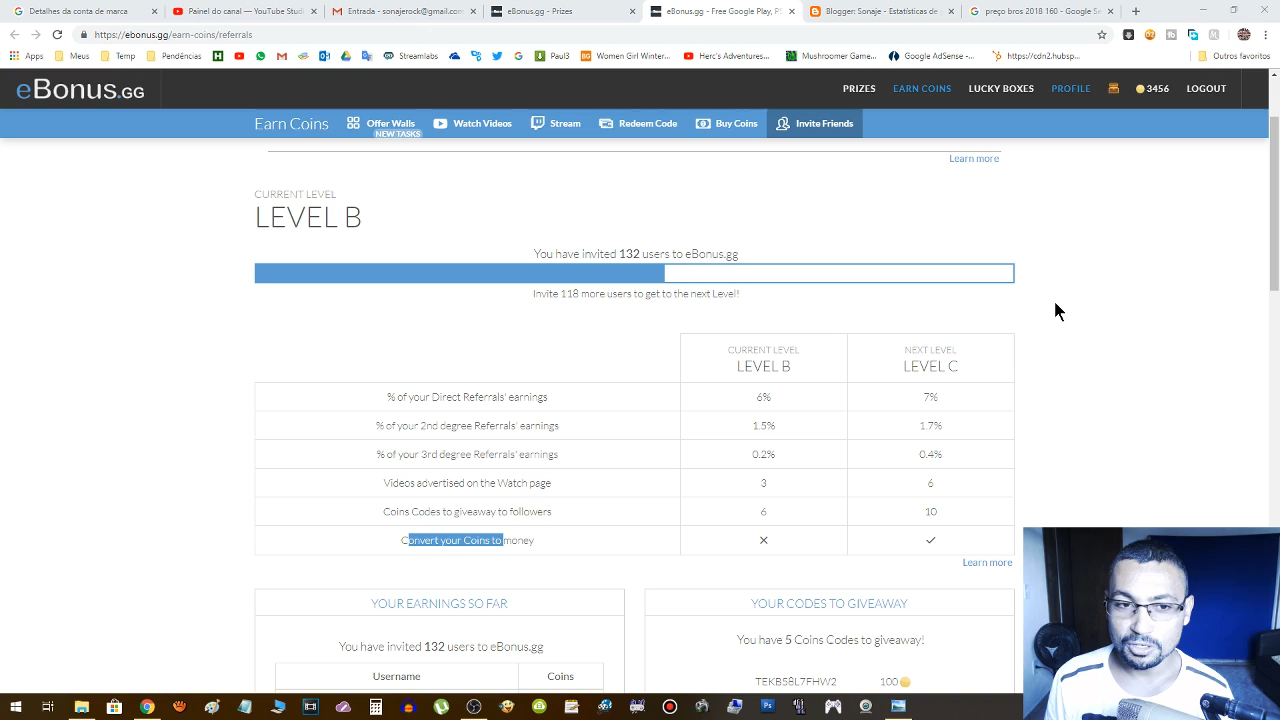 Detalhes da conta de marca
Painel do canal — YouTube Studi
Entrada - sonajerock@gmail.com
eBonus.gg - Prizes
eBonus.gg - Free Google Play, PS
Blogger: Sonaje - Estatísticas de
preço bros 2018 160 - Google Se
https://ebonus.gg/earn-coins/referrals
Apps
Meus
Temp
Pendências
Streamlabs
Paul3
Women Girl Winter...
Herc's Adventures...
Mushroomer Game...
Google AdSense -...
https://cdn2.hubsp...
Outros favoritos
eBonus.GG
PRIZES
EARN COINS
LUCKY BOXES
PROFILE
3456
LOGOUT
Earn Coins
Offer Walls
NEW TASKS
Watch Videos
Stream
Redeem Code
Buy Coins
Invite Friends
Learn more
CURRENT LEVEL
LEVEL B
You have invited 132 users to eBonus.gg
Invite 118 more users to get to the next Level!
CURRENT LEVEL NEXT LEVEL
LEVEL B LEVEL C
% of your Direct Referrals' earnings 6% 7%
% of your 2nd degree Referrals' earnings 1.5% 1.7%
% of your 3rd degree Referrals' earnings 0.2% 0.4%
Videos advertised on the Watch page 3 6
Coins Codes to giveaway to followers 6 10
Convert your Coins to money
Learn more
YOUR EARNINGS SO FAR
You have invited 132 users to eBonus.gg
Username Coins
YOUR CODES TO GIVEAWAY
You have 5 Coins Codes to giveaway!
TEKB58L7FHW2 100